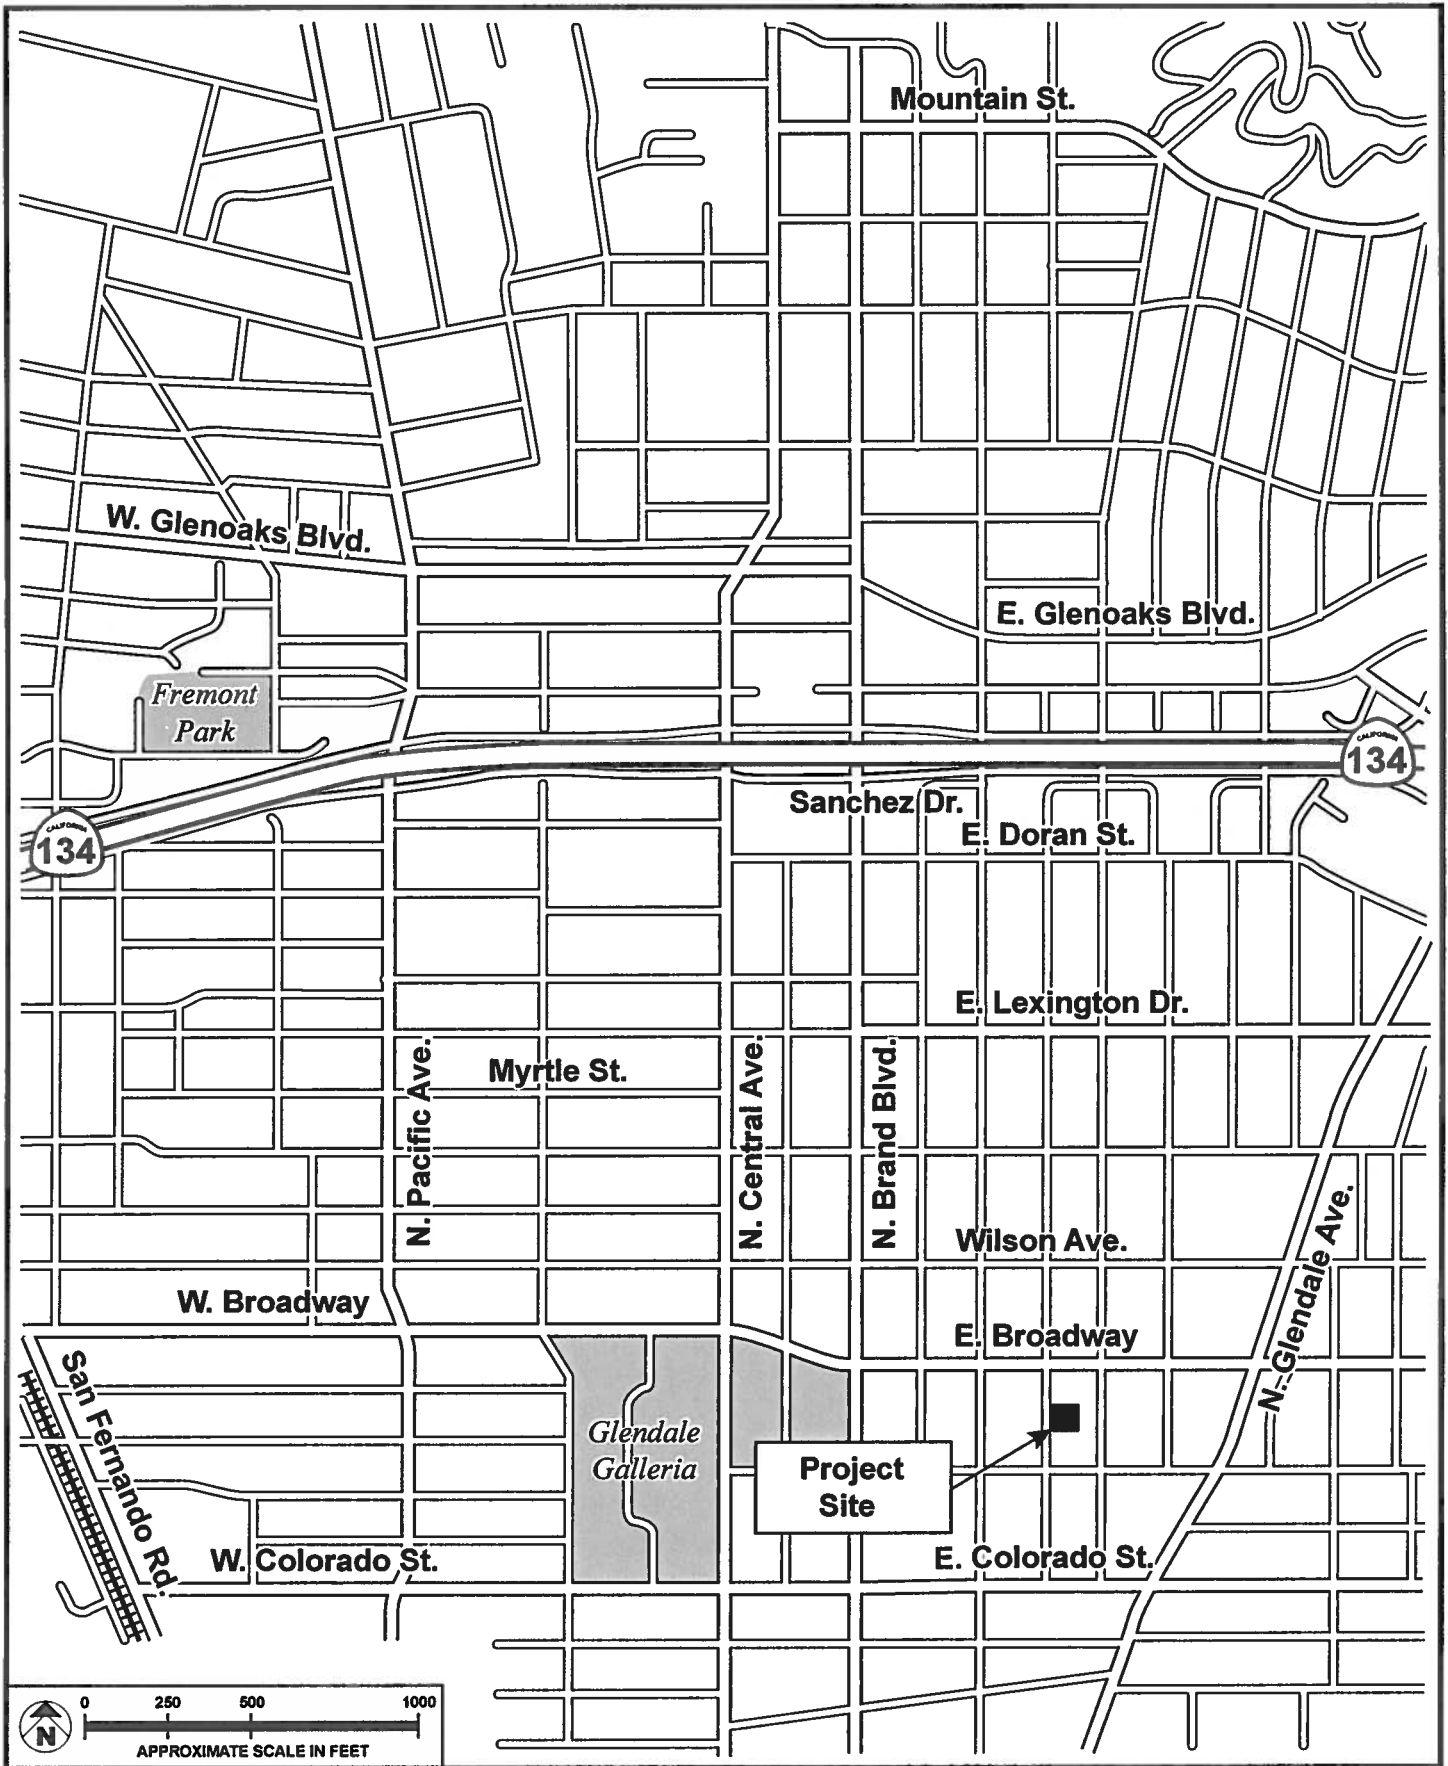 Mountain St.
W. Glenoaks Blvd.
E. Glenoaks Blvd.
Fremont
Park
CALIFORNIA
134
Sanchez Dr.
E. Doran St.
CALIFORNIA
134
E. Lexington Dr.
Myrtle St.
N. Pacific Ave.
N. Central Ave.
N. Brand Blvd.
Wilson Ave.
N. Glendale Ave.
W. Broadway
E. Broadway
San Fernando Rd.
Glendale
Galleria
Project
Site
W. Colorado St.
E. Colorado St.
N
0 250 500 1000
APPROXIMATE SCALE IN FEET